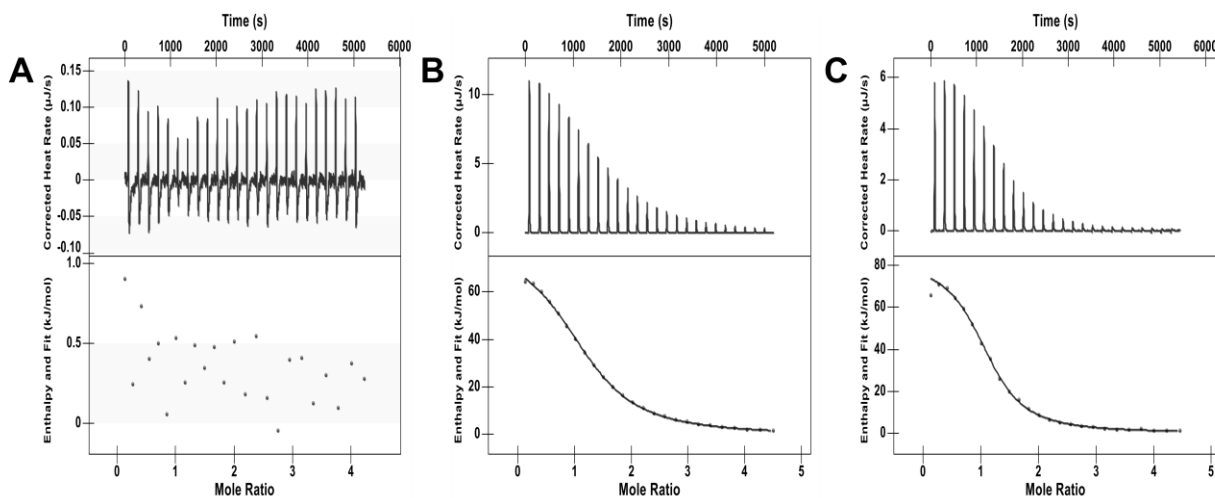 A
Time (s)
0 1000 2000 3000 4000 5000 6000
Corrected Heat Rate (µJ/s)
0.15
0.10
0.05
0
-0.05
-0.10
Enthalpy and Fit (kJ/mol)
1.0
0.5
0
0 1 2 3 4
Mole Ratio
B
Time (s)
0 1000 2000 3000 4000 5000
Corrected Heat Rate (µJ/s)
10
5
0
Enthalpy and Fit (kJ/mol)
60
40
20
0
0 1 2 3 4 5
Mole Ratio
C
Time (s)
0 1000 2000 3000 4000 5000 6000
Corrected Heat Rate (µJ/s)
6
4
2
0
Enthalpy and Fit (kJ/mol)
80
60
40
20
0
0 1 2 3 4 5
Mole Ratio